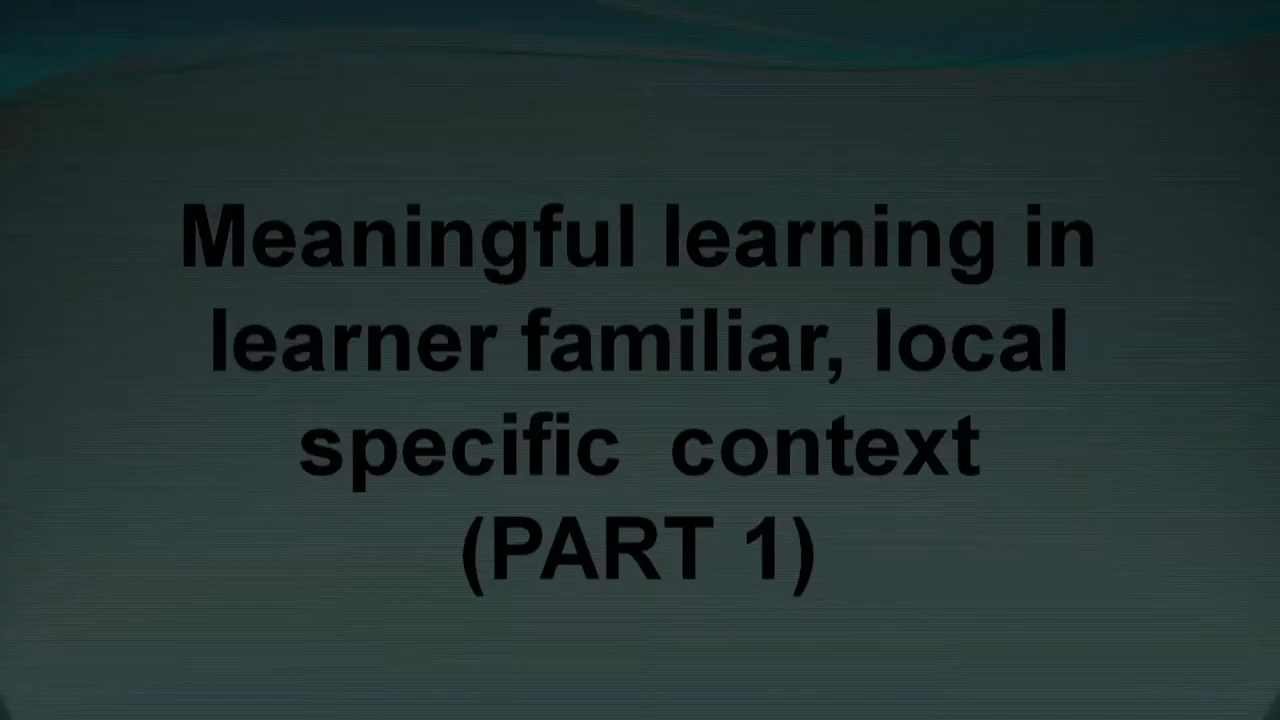 Meaningful learning in
learner familiar, local
specific context
(PART 1)